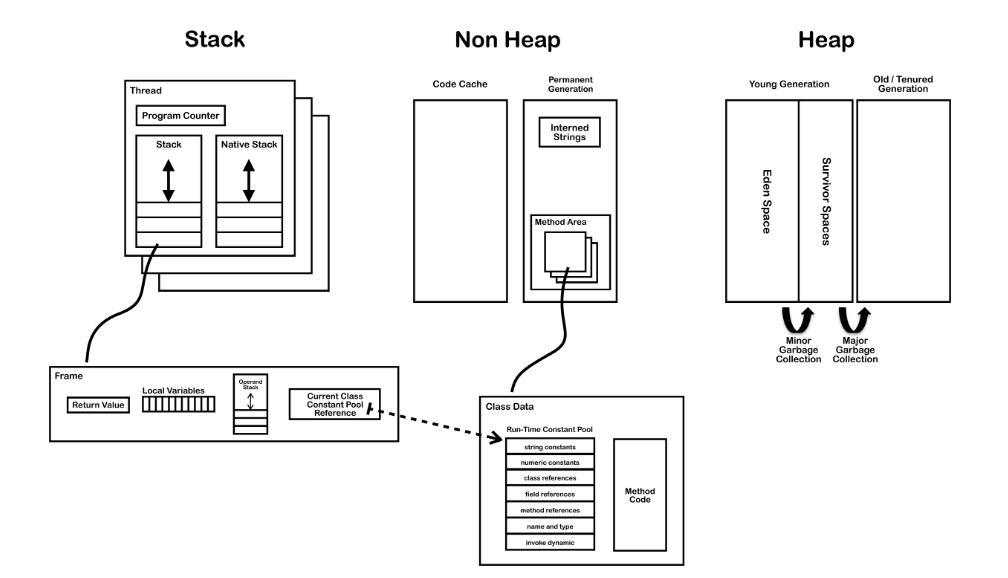 Stack
Non Heap
Heap
Thread
Program Counter
Stack
Native Stack
Code Cache
Permanent
Generation
Interned
Strings
Method Area
Young Generation
Old / Tenured
Generation
Eden Space
Survivor Spaces
Minor
Garbage
Collection
Major
Garbage
Collection
Frame
Return Value
Local Variables
Operand
Stack
Current Class
Constant Pool
Reference
Class Data
Run-Time Constant Pool
string constants
numeric constants
class references
field references
method references
name and type
invoke dynamic
Method
Code